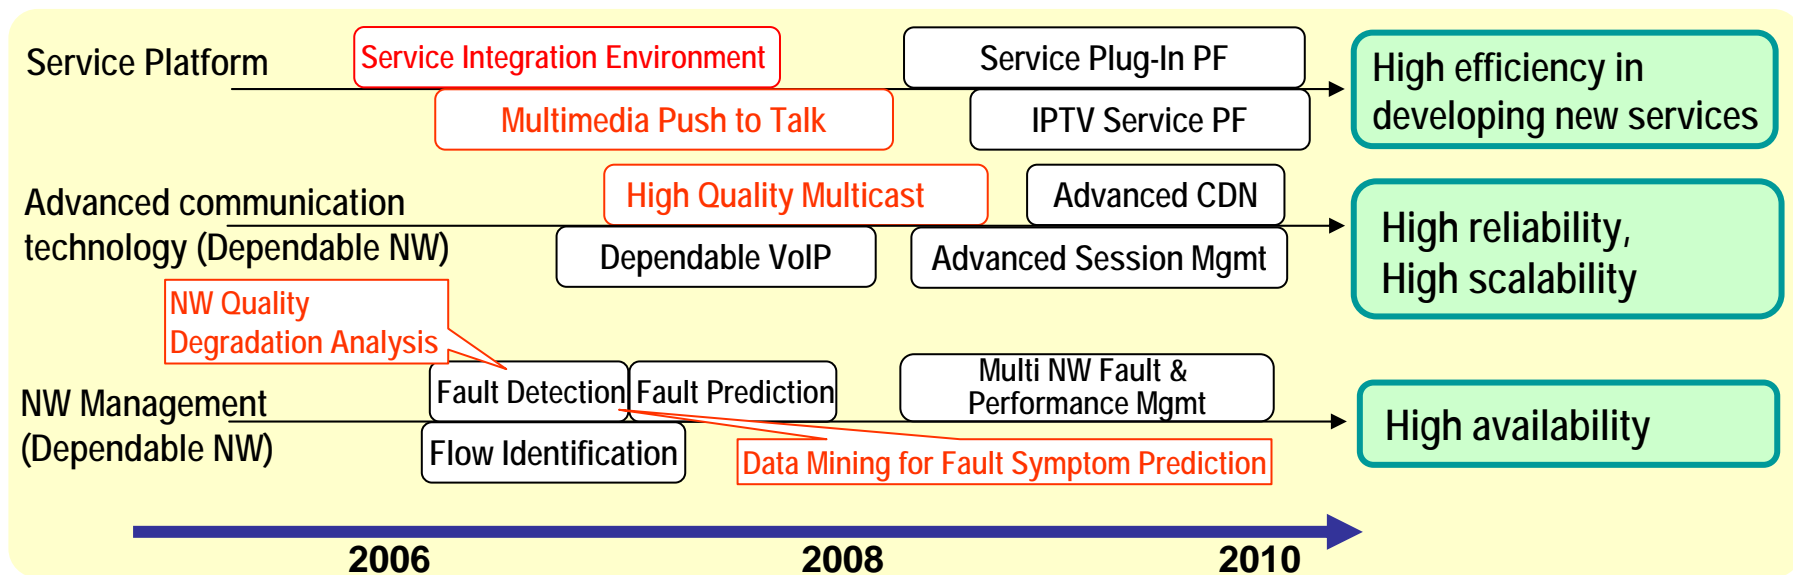 Service Platform
Service Integration Environment
Service Plug-In PF
Multimedia Push to Talk
IPTV Service PF
High efficiency in
developing new services
Advanced communication
technology (Dependable NW)
High Quality Multicast
Advanced CDN
Dependable VoIP
Advanced Session Mgmt
High reliability,
High scalability
NW Quality
Degradation Analysis
NW Management
(Dependable NW)
Fault Detection
Fault Prediction
Multi NW Fault &
Performance Mgmt
Flow Identification
Data Mining for Fault Symptom Prediction
High availability
2006
2008
2010